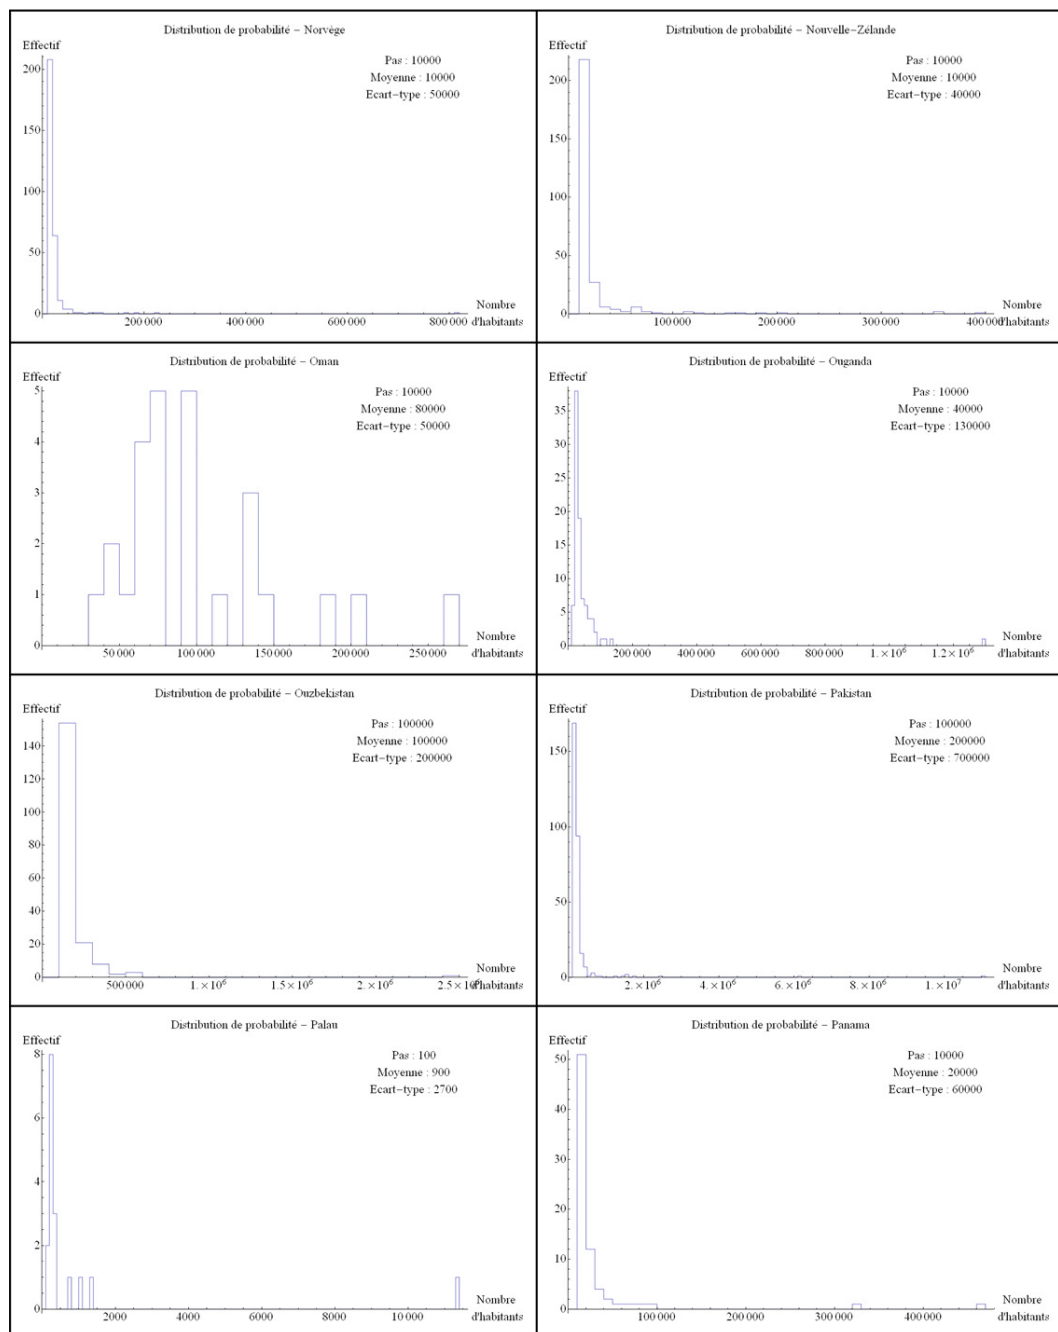 Distribution de probabilité – Norvège
Effectif
Pas : 10000
Moyenne : 10000
Ecart–type : 50000
200
150
100
50
0
200 000 400 000 600 000 800 000
Nombre
d'habitants
Distribution de probabilité – Nouvelle–Zélande
Effectif
Pas : 10000
Moyenne : 10000
Ecart–type : 40000
200
150
100
50
0
100 000 200 000 300 000 400 000
Nombre
d'habitants
Distribution de probabilité – Oman
Effectif
Pas : 10000
Moyenne : 80000
Ecart–type : 50000
5
4
3
2
1
0
50 000 100 000 150 000 200 000 250 000
Nombre
d'habitants
Distribution de probabilité – Ouganda
Effectif
Pas : 10000
Moyenne : 40000
Ecart–type : 130000
35
30
25
20
15
10
5
0
200 000 400 000 600 000 800 000 1.×10⁶ 1.2×10⁶
Nombre
d'habitants
Distribution de probabilité – Ouzbekistan
Effectif
Pas : 100000
Moyenne : 100000
Ecart–type : 200000
140
120
100
80
60
40
20
0
500 000 1.×10⁶ 1.5×10⁶ 2.×10⁶ 2.5×10⁶
Nombre
d'habitants
Distribution de probabilité – Pakistan
Effectif
Pas : 100000
Moyenne : 200000
Ecart–type : 700000
150
100
50
0
2.×10⁶ 4.×10⁶ 6.×10⁶ 8.×10⁶ 1.×10⁷
Nombre
d'habitants
Distribution de probabilité – Palau
Effectif
Pas : 100
Moyenne : 900
Ecart–type : 2700
8
6
4
2
0
2000 4000 6000 8000 10 000
Nombre
d'habitants
Distribution de probabilité – Panama
Effectif
Pas : 10000
Moyenne : 20000
Ecart–type : 60000
50
40
30
20
10
0
100 000 200 000 300 000 400 000
Nombre
d'habitants